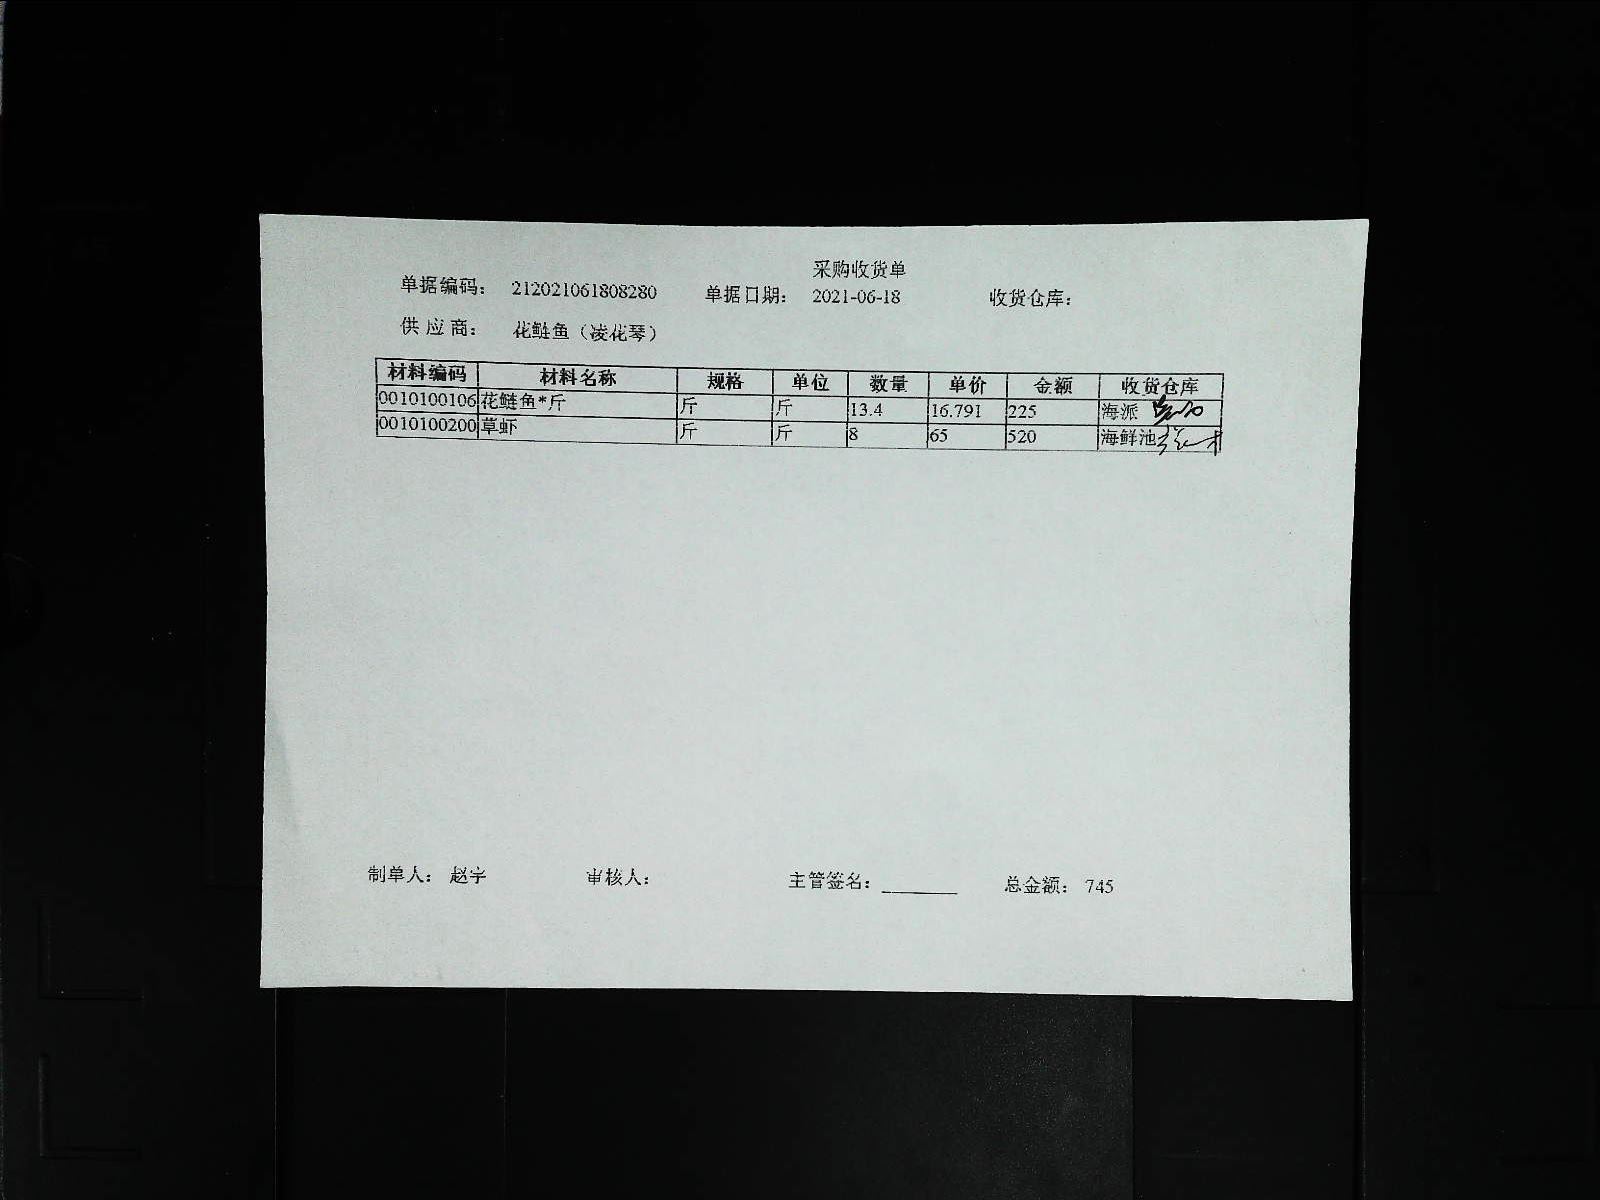 采购收货单
单据编码： 212021061808280 单据日期： 2021-06-18 收货仓库：
供 应 商： 花鲢鱼（凌花琴）
材料编码 材料名称 规格 单位 数量 单价 金额 收货仓库
0010100106 花鲢鱼*斤 斤 斤 13.4 16.791 225 海派
0010100200 草虾 斤 斤 8 65 520 海鲜池
制单人： 赵宇 审核人： 主管签名：________ 总金额： 745